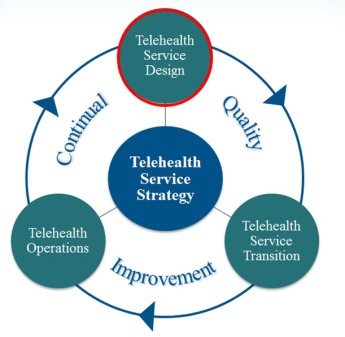 Telehealth
Service
Design
Continual
Quality
Telehealth
Service
Strategy
Telehealth
Operations
Telehealth
Service
Transition
Improvement